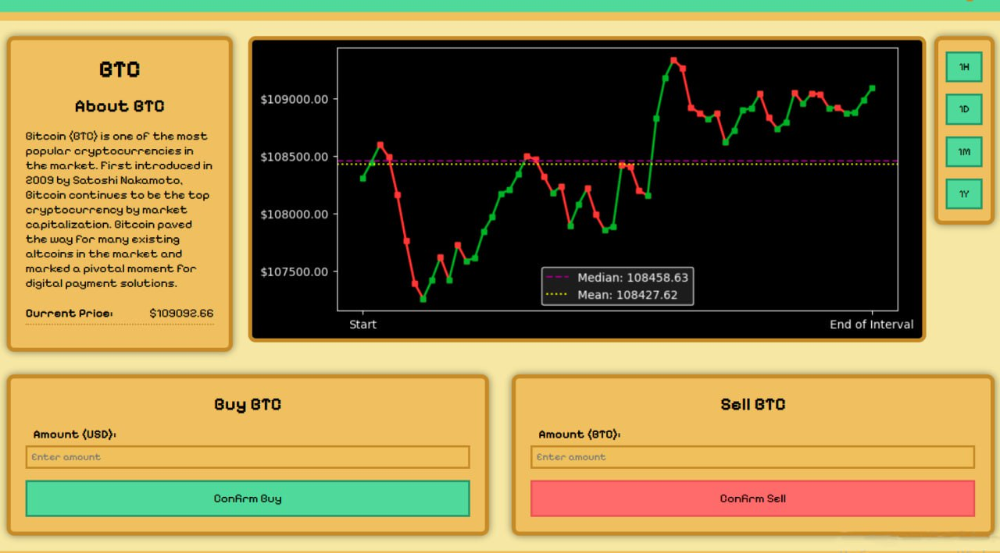 BTC
About BTC
Bitcoin (BTC) is one of the most
popular cryptocurrencies in
the market. First introduced in
2009 by Satoshi Nakamoto,
Bitcoin continues to be the top
cryptocurrency by market
capitalization. Bitcoin paved
the way for many existing
altcoins in the market and
marked a pivotal moment for
digital payment solutions.
Current Price: $109092.66
$109000.00
$108500.00
$108000.00
$107500.00
Median: 108458.63
Mean: 108427.62
Start End of Interval
1H
1D
1M
1Y
Buy BTC
Amount (USD):
Enter amount
Confirm Buy
Sell BTC
Amount (BTC):
Enter amount
Confirm Sell